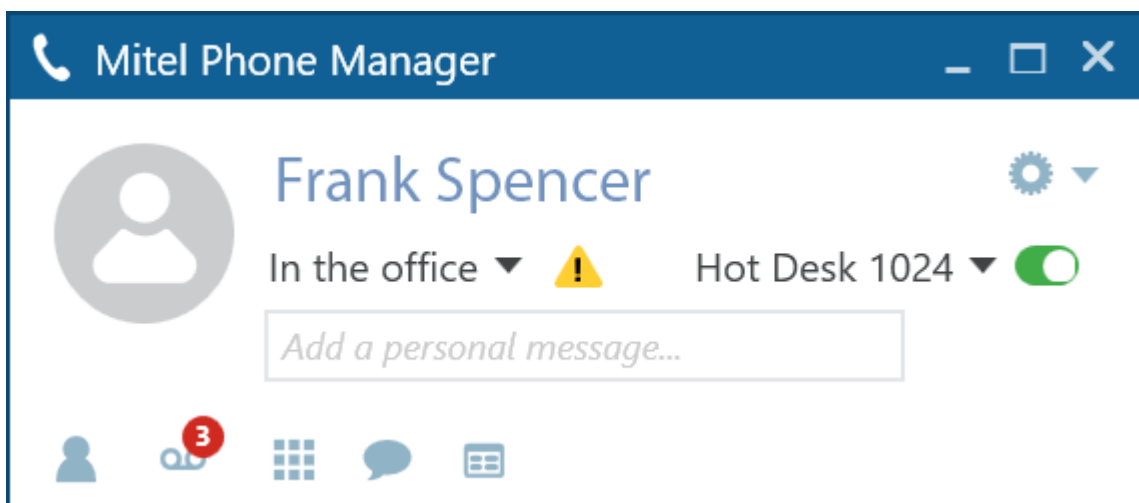 Mitel Phone Manager
Frank Spencer
In the office
Hot Desk 1024
Add a personal message...
3